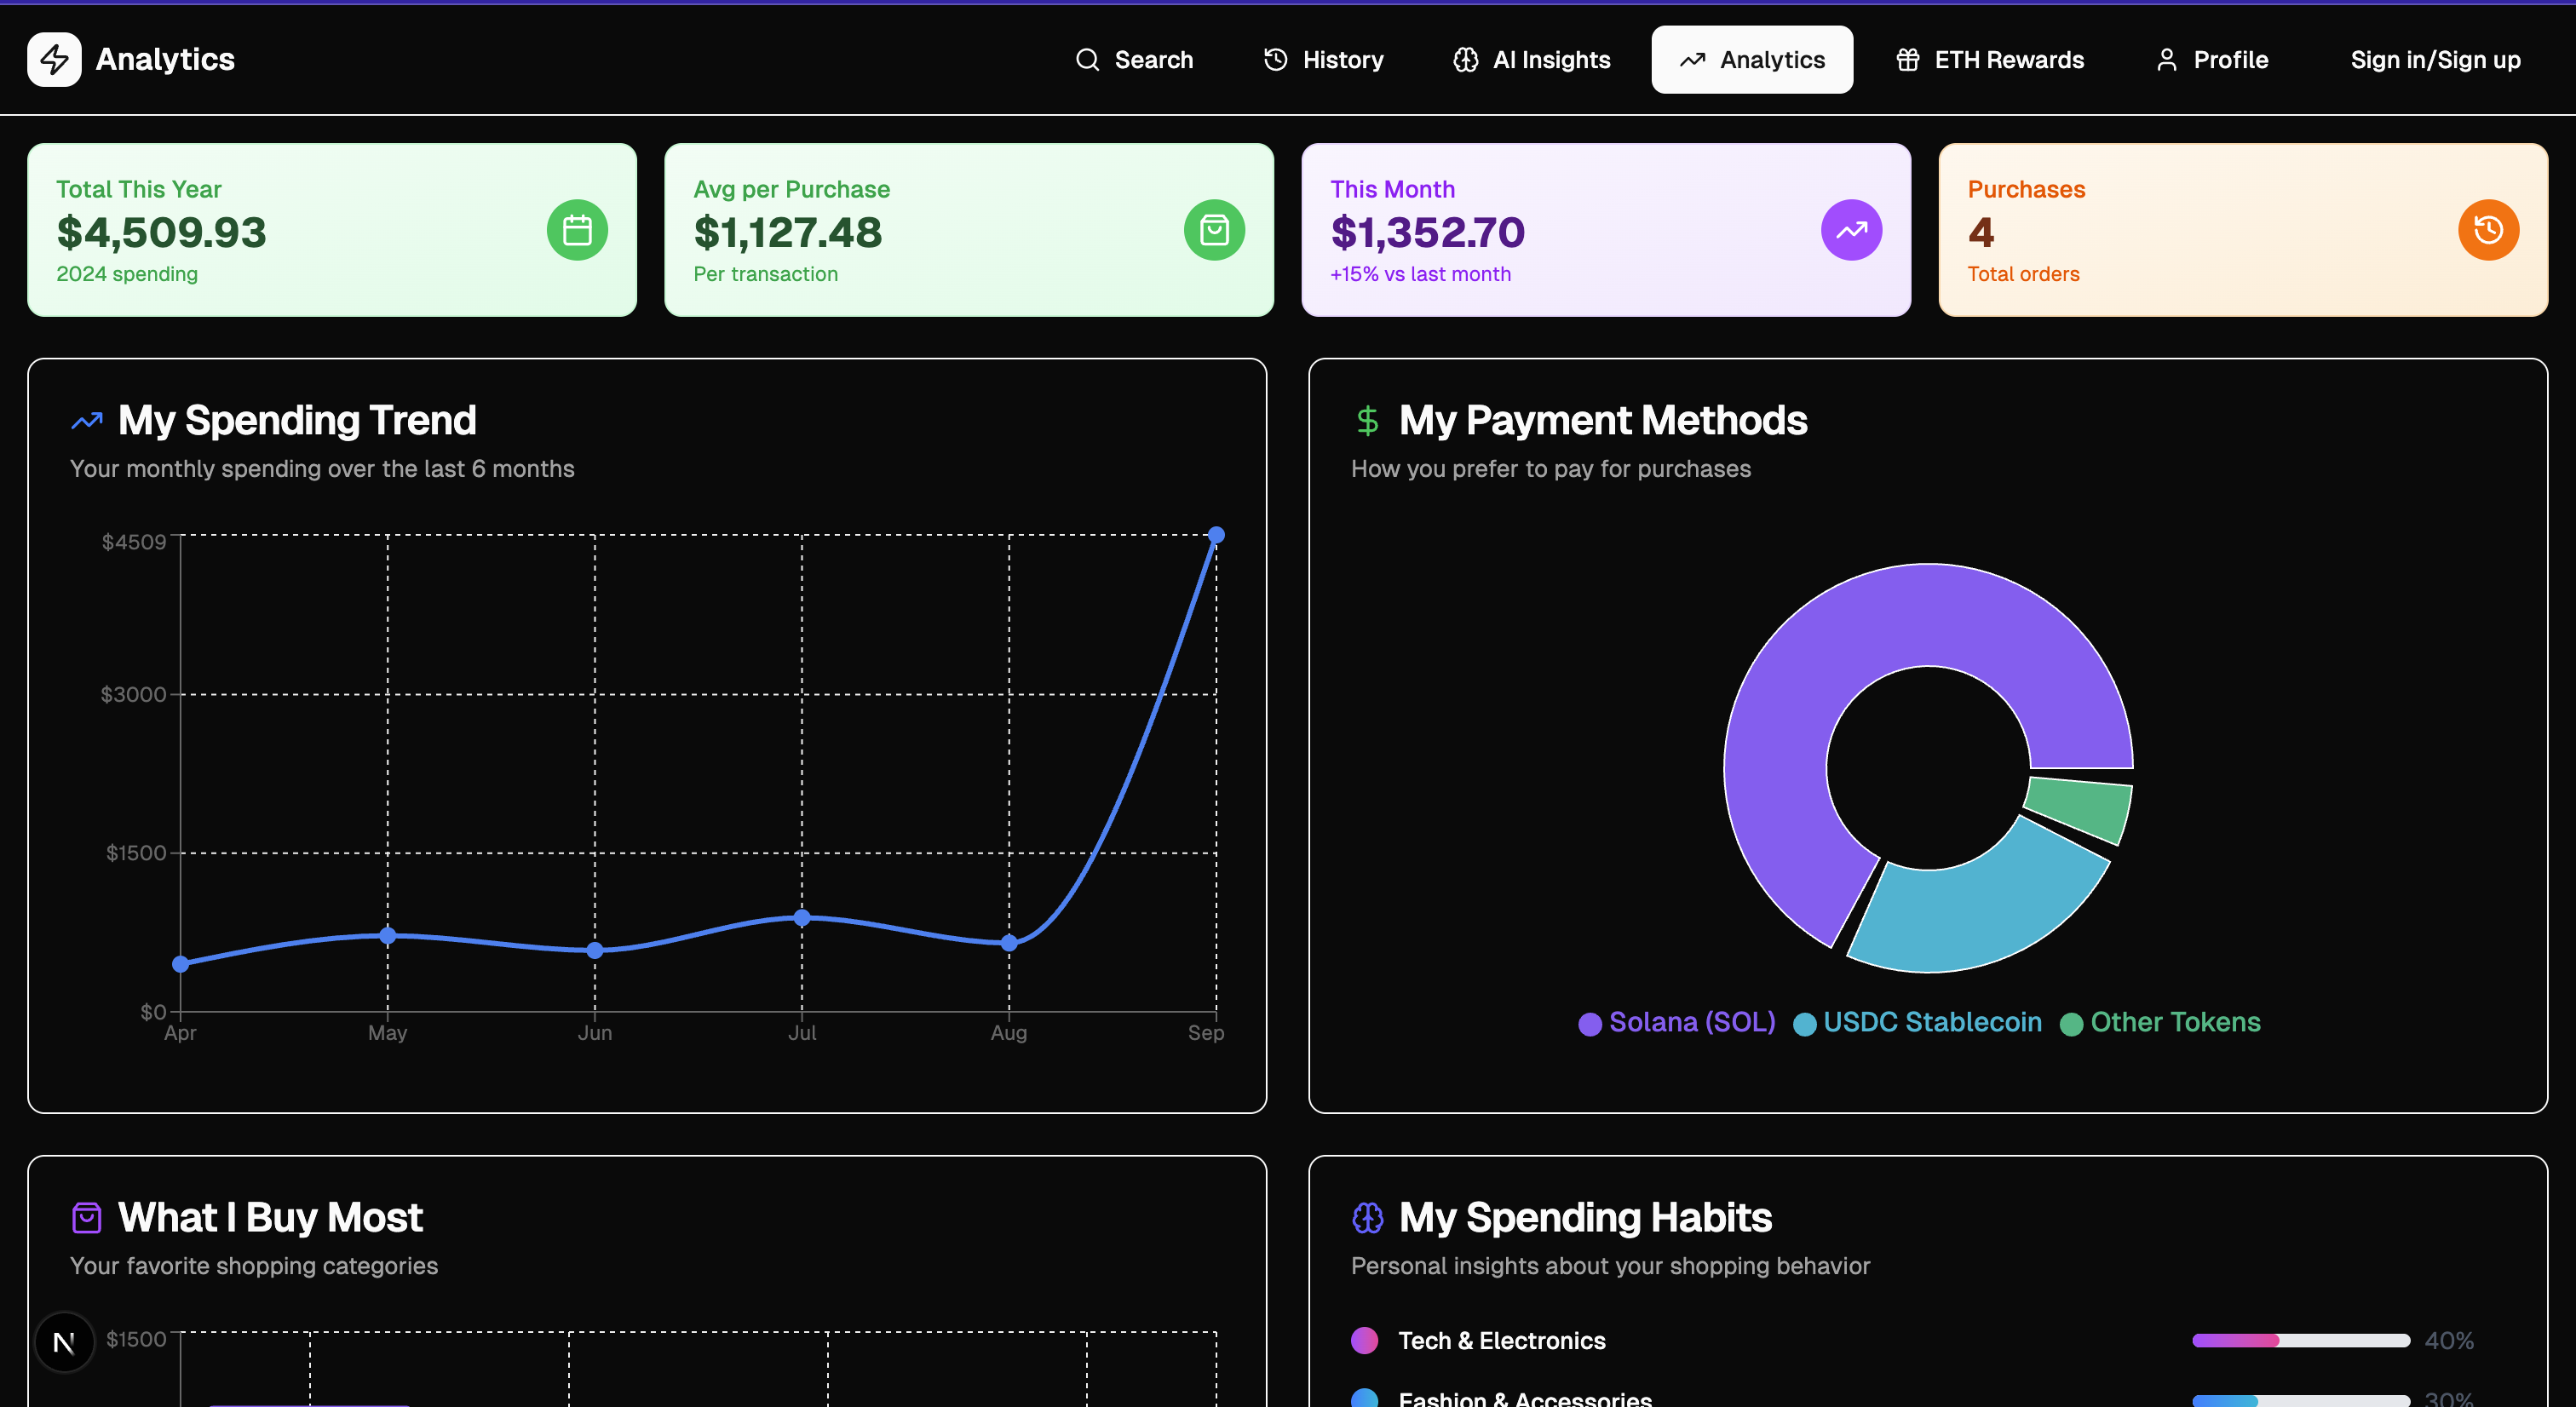 Analytics
Search
History
AI Insights
Analytics
ETH Rewards
Profile
Sign in/Sign up
Total This Year
$4,509.93
2024 spending
Avg per Purchase
$1,127.48
Per transaction
This Month
$1,352.70
+15% vs last month
Purchases
4
Total orders
My Spending Trend
Your monthly spending over the last 6 months
$4509
$3000
$1500
$0
Apr
May
Jun
Jul
Aug
Sep
My Payment Methods
How you prefer to pay for purchases
Solana (SOL)
USDC Stablecoin
Other Tokens
What I Buy Most
Your favorite shopping categories
$1500
N
My Spending Habits
Personal insights about your shopping behavior
Tech & Electronics
40%
Fashion & Accessories
30%